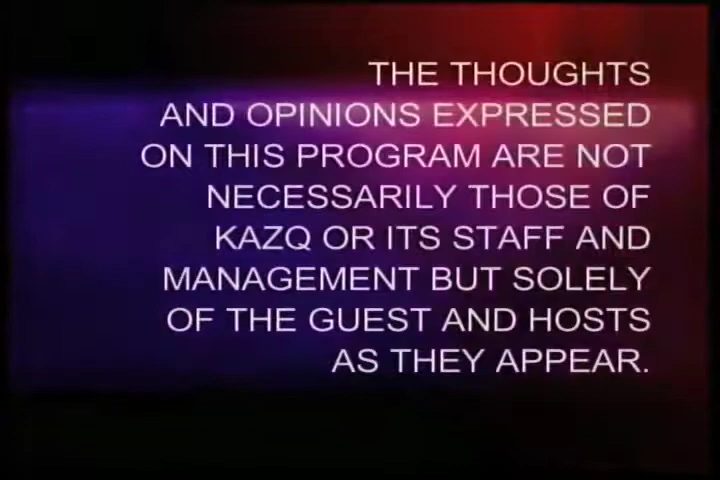 THE THOUGHTS
AND OPINIONS EXPRESSED
ON THIS PROGRAM ARE NOT
NECESSARILY THOSE OF
KAZQ OR ITS STAFF AND
MANAGEMENT BUT SOLELY
OF THE GUEST AND HOSTS
AS THEY APPEAR.